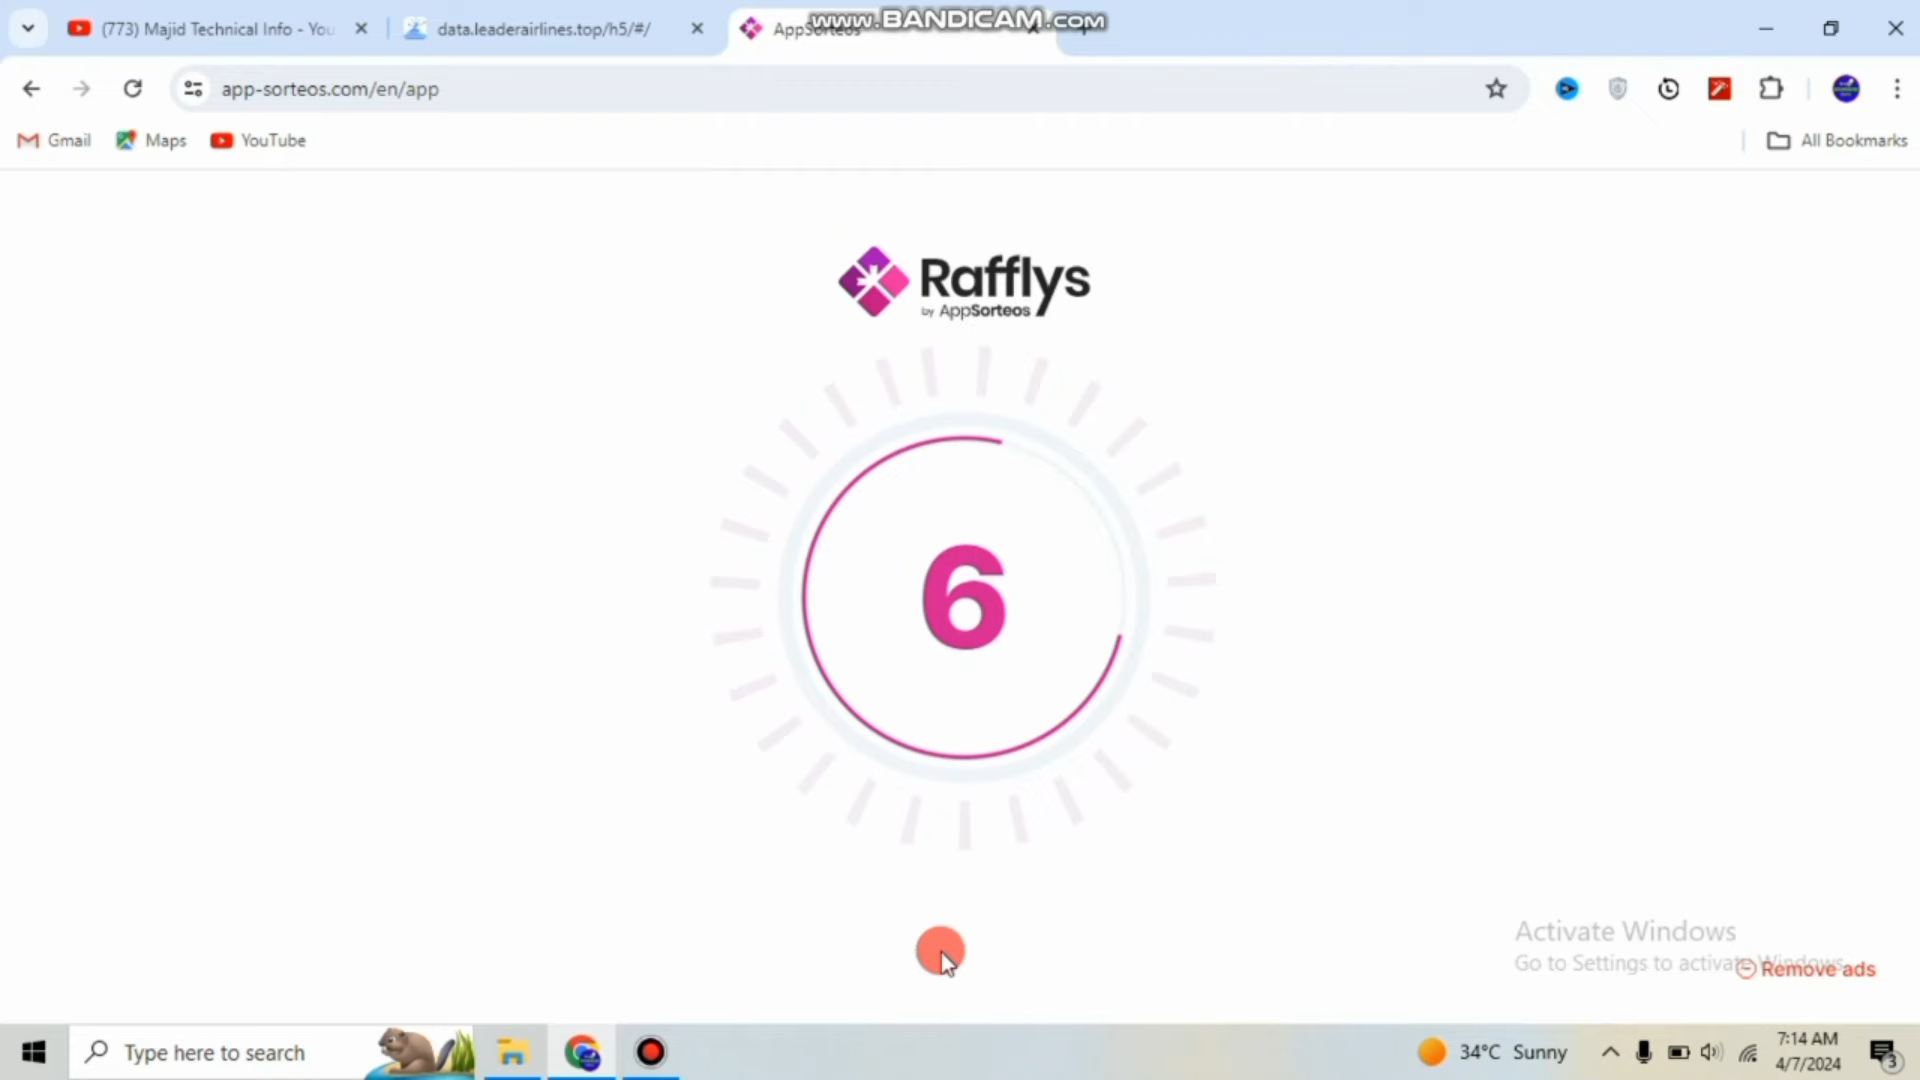 (773) Majid Technical Info - You
data.leaderairlines.top/h5/#/
AppSorteos
www.BANDICAM.com
app-sorteos.com/en/app
Gmail
Maps
YouTube
All Bookmarks
Rafflys
by AppSorteos
6
Activate Windows
Go to Settings to activate Windows.
Remove ads
Type here to search
34°C Sunny
7:14 AM
4/7/2024
3